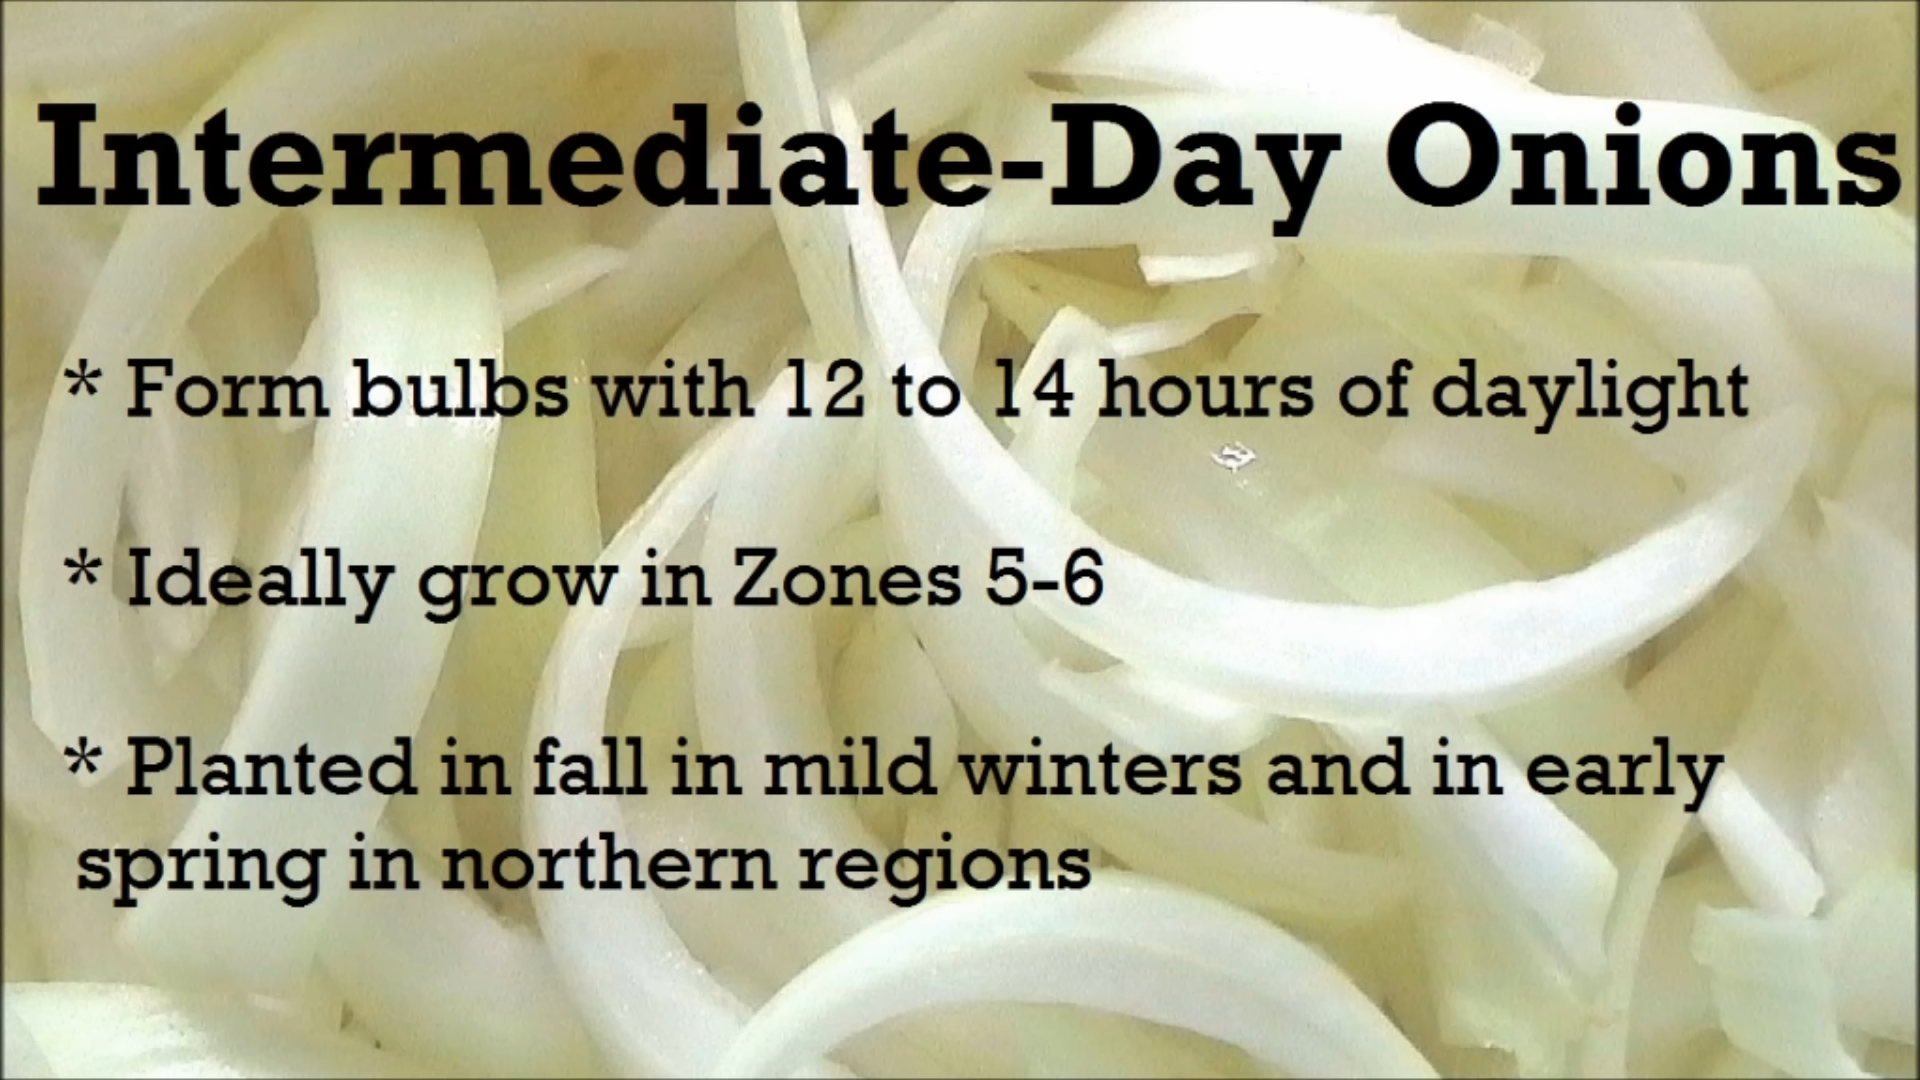 Intermediate-Day Onions
* Form bulbs with 12 to 14 hours of daylight
* Ideally grow in Zones 5-6
* Planted in fall in mild winters and in early
spring in northern regions